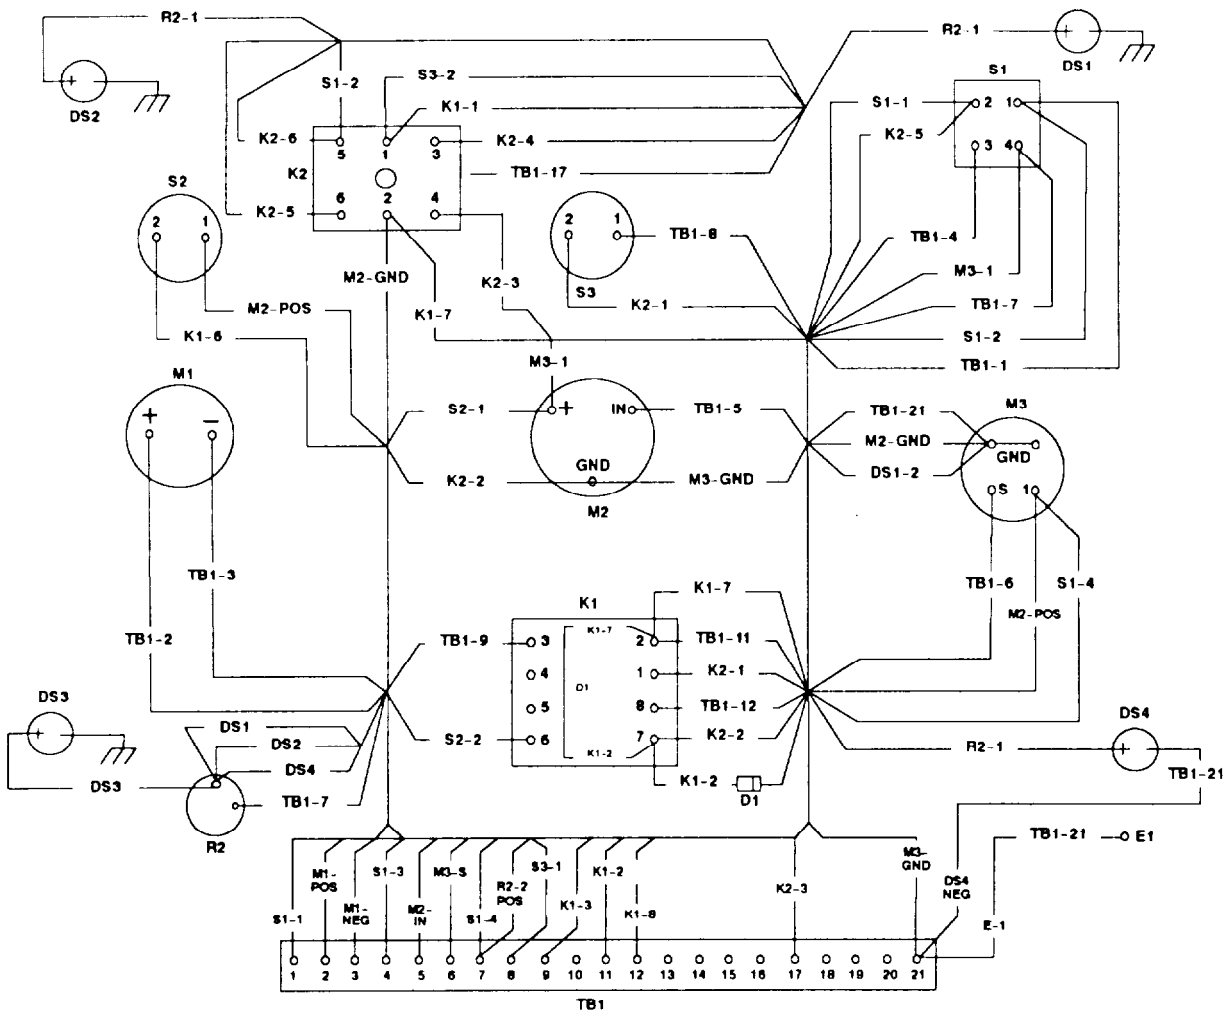 R2-1
R2-1
DS2
DS1
S1-2
S3-2
K1-1
K2-6
K2-4
TB1-17
K2
5 1 3
6 2 4
K2-5
S1
S1-1
K2-5
2 1
3 4
TB1-4
M3-1
TB1-7
S1-2
TB1-1
S2
2 1
M2-POS
K1-6
M2-GND
K1-7
K2-3
2 1
S3
TB1-8
K2-1
M1
+ −
TB1-3
TB1-2
M3-1
S2-1
+ IN
GND
M2
K2-2
TB1-5
M3-GND
TB1-21
M2-GND
DS1-2
M3
GND
S 1
TB1-6
S1-4
M2-POS
K1
K1-7
3 2
4 1
5 8
6 7
D1
K1-2
TB1-9
S2-2
K1-7
TB1-11
K2-1
TB1-12
K2-2
K1-2
D1
DS3
+
DS1
DS2
DS4
DS3
TB1-7
R2
R2-1
DS4
+
TB1-21
TB1-21
E1
S1-1
M1-
POS
M1-
NEG
S1-3
M2-
IN
M3-S
S1-4
R2-2
POS
S3-1
K1-3
K1-2
K1-8
K2-3
M3-
GND
DS4
NEG
E-1
1 2 3 4 5 6 7 8 9 10 11 12 13 14 15 16 17 18 19 20 21
TB1